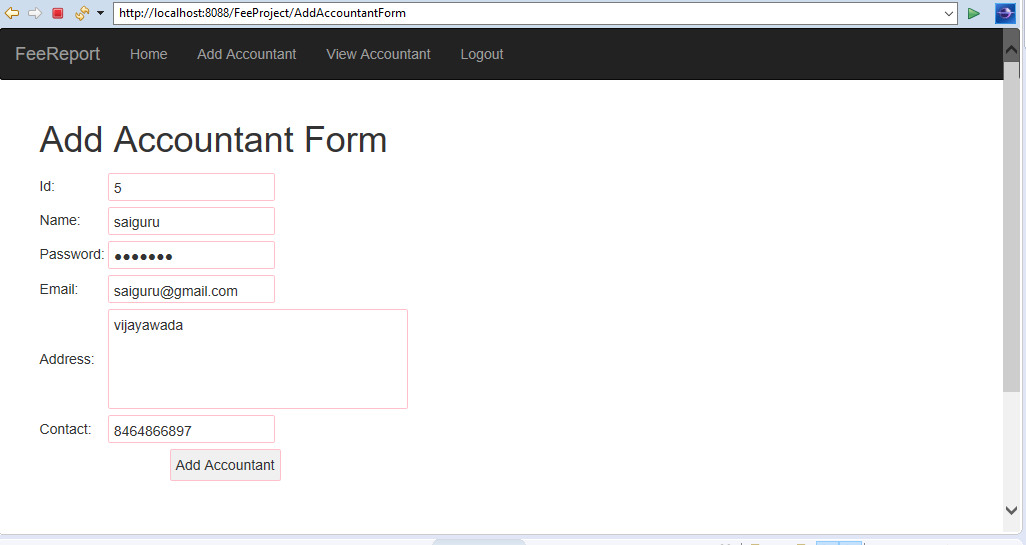 http://localhost:8088/FeeProject/AddAccountantForm
FeeReport Home Add Accountant View Accountant Logout
Add Accountant Form
Id: 5
Name: saiguru
Password: ●●●●●●●
Email: saiguru@gmail.com
vijayawada
Address:
Contact: 8464866897
Add Accountant